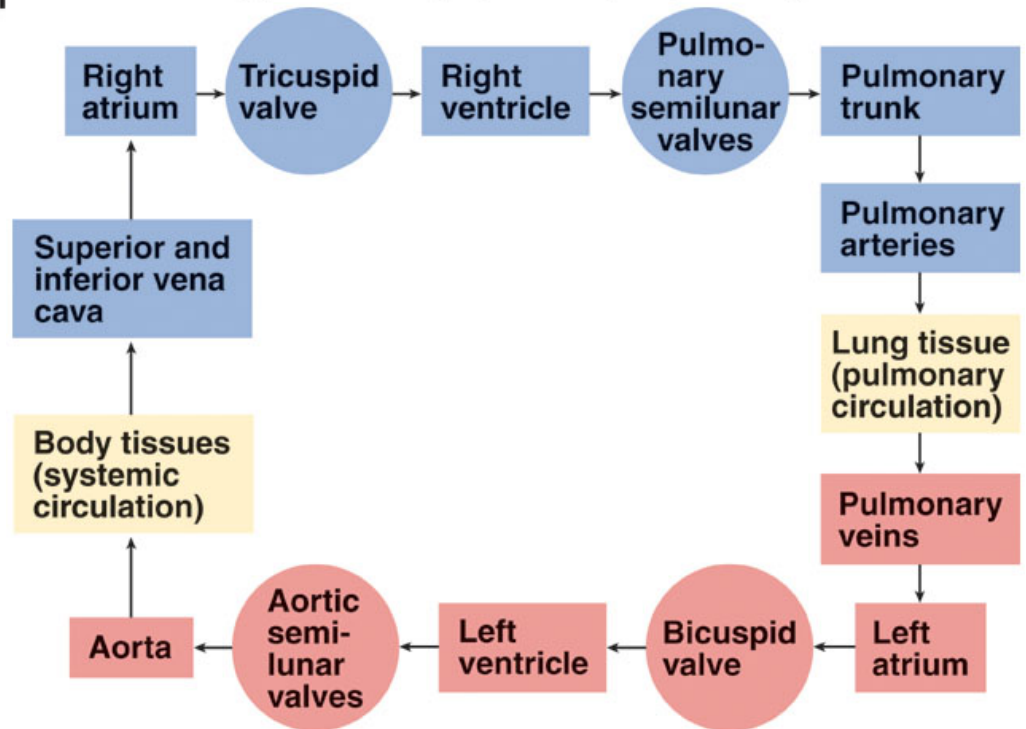 Right
atrium
Tricuspid
valve
Right
ventricle
Pulmo-
nary
semilunar
valves
Pulmonary
trunk
Pulmonary
arteries
Lung tissue
(pulmonary
circulation)
Pulmonary
veins
Left
atrium
Bicuspid
valve
Left
ventricle
Aortic
semi-
lunar
valves
Aorta
Body tissues
(systemic
circulation)
Superior and
inferior vena
cava